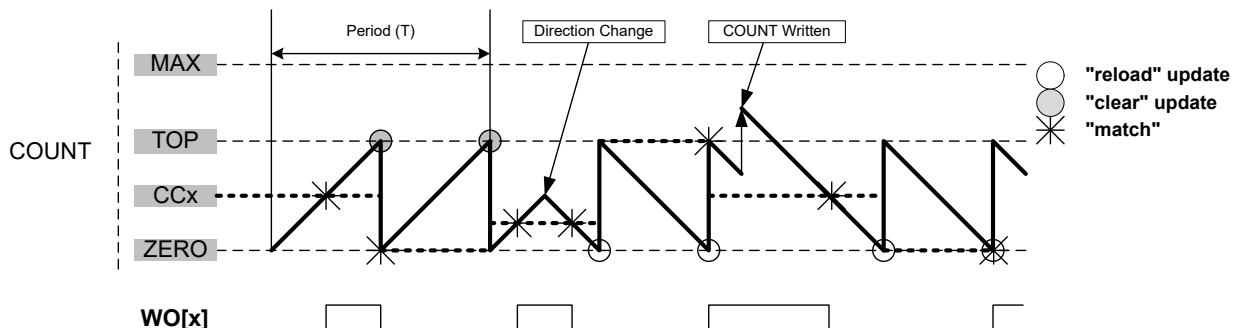 Period (T)
Direction Change
COUNT Written
COUNT
MAX
TOP
CCx
ZERO
"reload" update
"clear" update
"match"
WO[x]